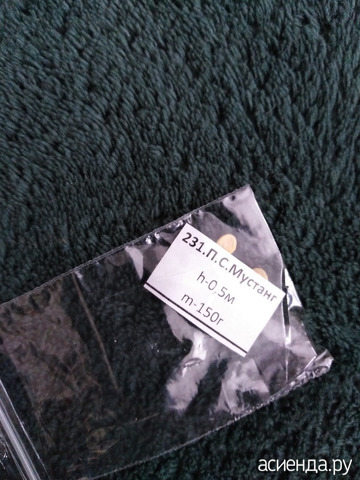 231.П.С.Мустанг
h-0,5м
m-150г
асиенда.ру